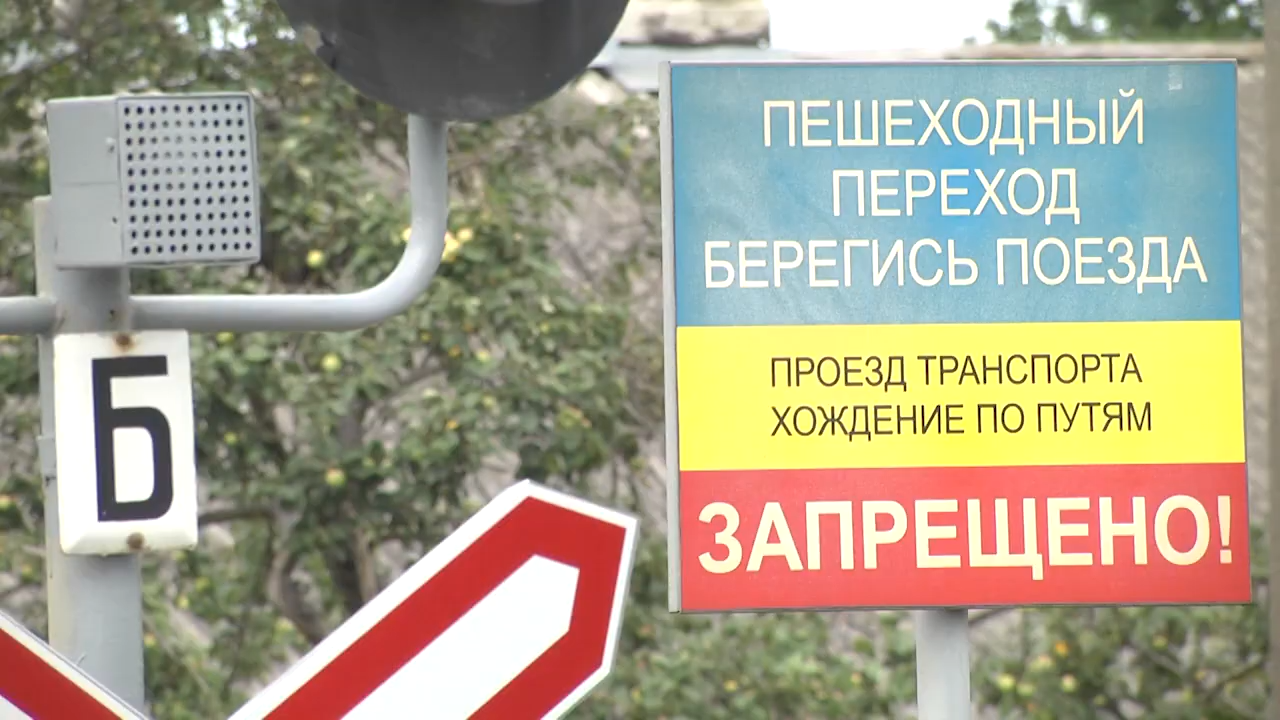 Б
ПЕШЕХОДНЫЙ
ПЕРЕХОД
БЕРЕГИСЬ ПОЕЗДА
ПРОЕЗД ТРАНСПОРТА
ХОЖДЕНИЕ ПО ПУТЯМ
ЗАПРЕЩЕНО!